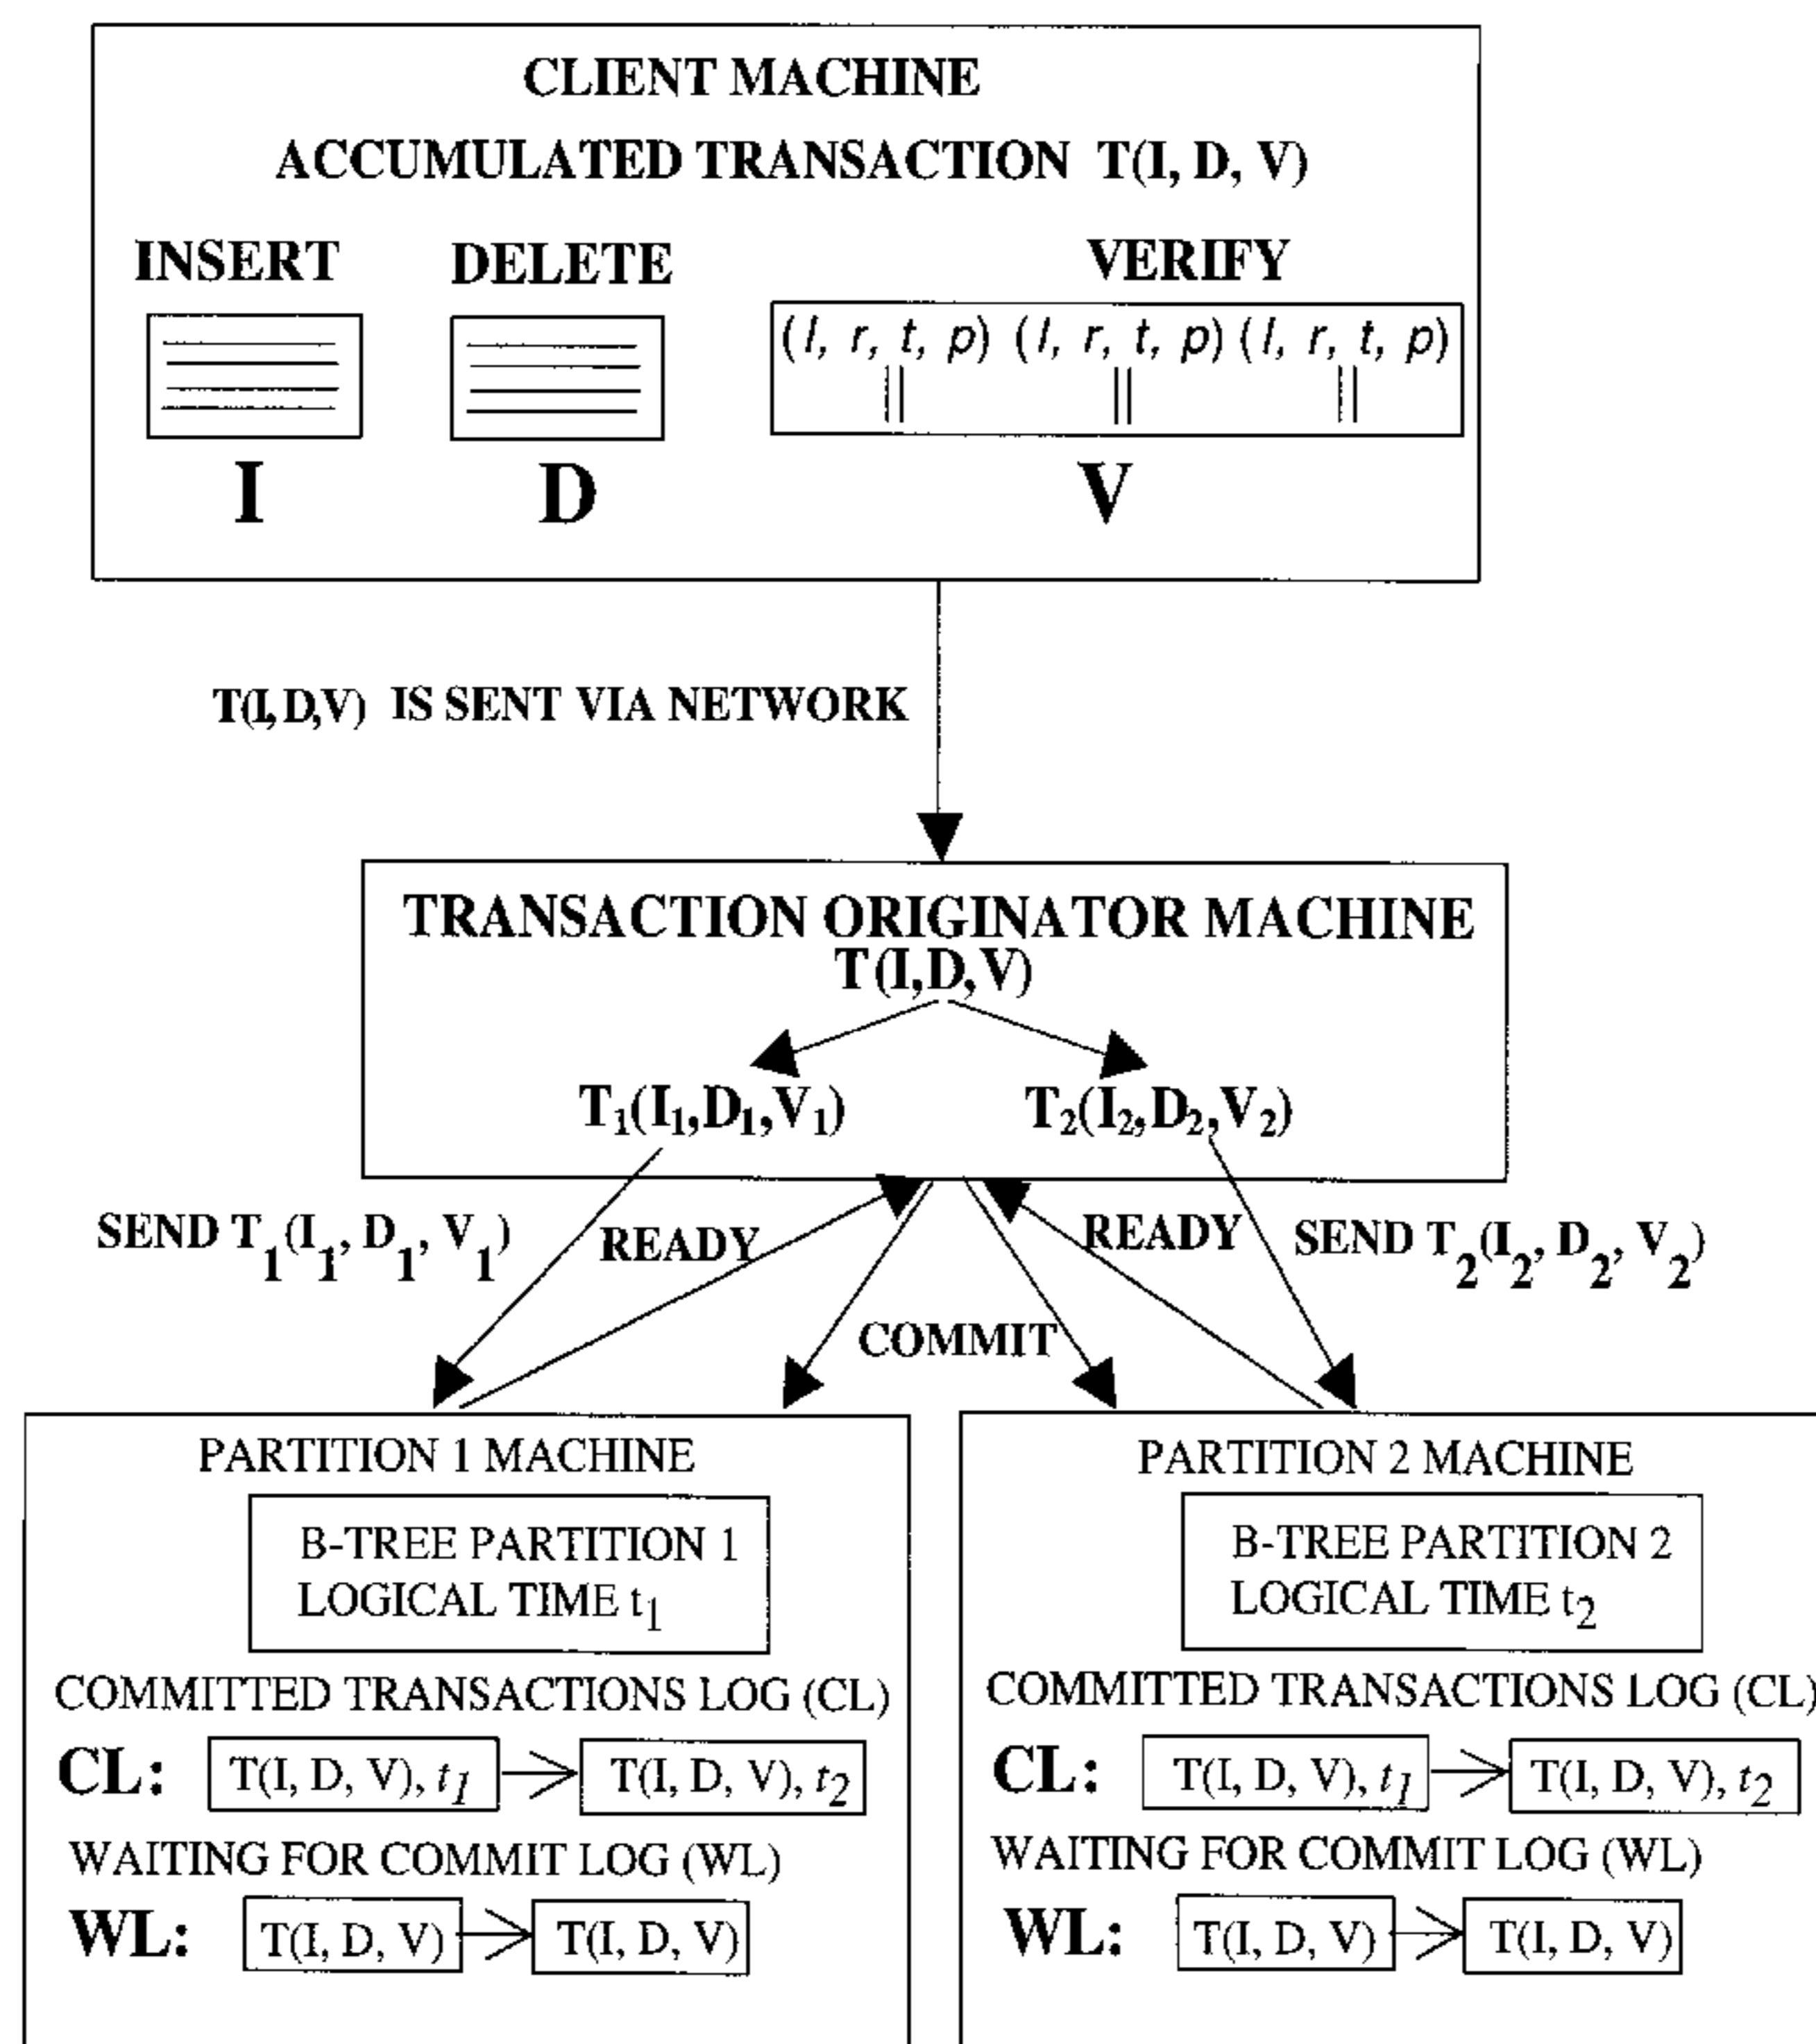 CLIENT MACHINE
ACCUMULATED TRANSACTION T(I, D, V)
INSERT DELETE VERIFY
(l, r, t, p) (l, r, t, p) (l, r, t, p)
I D V
T(I, D,V) IS SENT VIA NETWORK
TRANSACTION ORIGINATOR MACHINE
T(I,D,V)
T1(I1,D1,V1) T2(I2,D2,V2)
SEND T1(I1, D1, V1) READY READY SEND T2(I2, D2, V2)
COMMIT
PARTITION 1 MACHINE
B-TREE PARTITION 1
LOGICAL TIME t1
COMMITTED TRANSACTIONS LOG (CL)
CL: T(I, D, V), t1 T(I, D, V), t2
WAITING FOR COMMIT LOG (WL)
WL: T(I, D, V) T(I, D, V)
PARTITION 2 MACHINE
B-TREE PARTITION 2
LOGICAL TIME t2
COMMITTED TRANSACTIONS LOG (CL)
CL: T(I, D, V), t1 T(I, D, V), t2
WAITING FOR COMMIT LOG (WL)
WL: T(I, D, V) T(I, D, V)